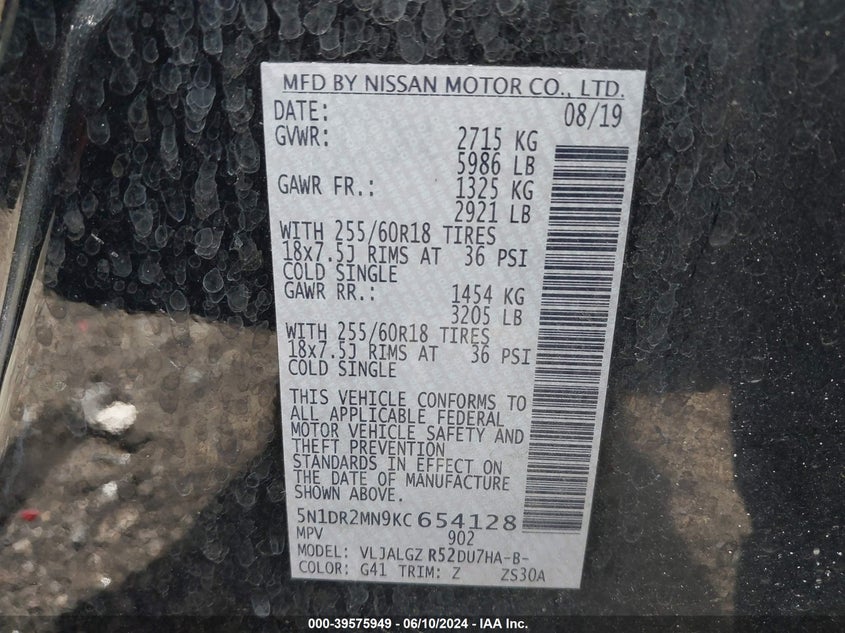 MFD BY NISSAN MOTOR CO., LTD.
DATE: 08/19
GVWR: 2715 KG
5986 LB
GAWR FR.: 1325 KG
2921 LB
WITH 255/60R18 TIRES
18x7.5J RIMS AT 36 PSI
COLD SINGLE
GAWR RR.: 1454 KG
3205 LB
WITH 255/60R18 TIRES
18x7.5J RIMS AT 36 PSI
COLD SINGLE
THIS VEHICLE CONFORMS TO
ALL APPLICABLE FEDERAL
MOTOR VEHICLE SAFETY AND
THEFT PREVENTION
STANDARDS IN EFFECT ON
THE DATE OF MANUFACTURE
SHOWN ABOVE.
5N1DR2MN9KC654128
MPV 902
MODEL: VLJALGZ R52DU7HA-B-
COLOR: G41 TRIM: Z ZS30A
000-39575949 - 06/10/2024 - IAA Inc.